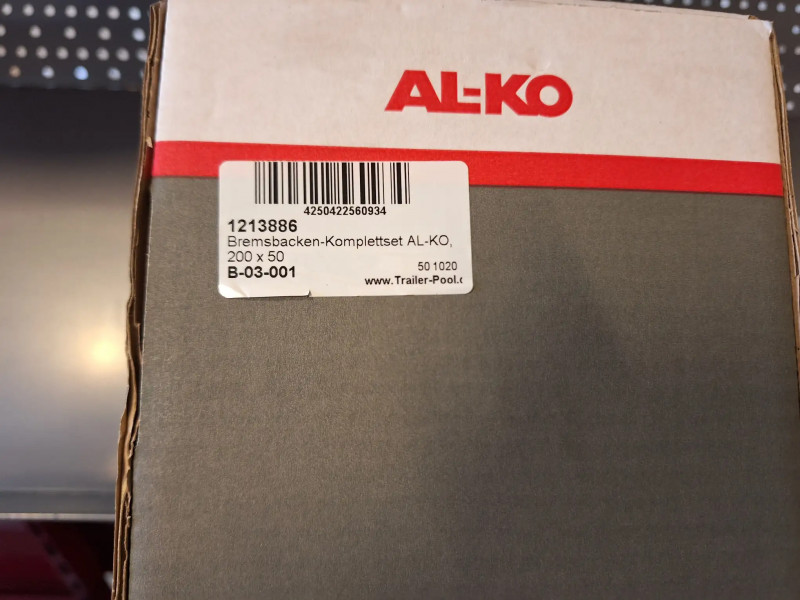 AL-KO
4250422560934
1213886
Bremsbacken-Komplettset AL-KO,
200 x 50
B-03-001
50 1020
www.Trailer-Pool.c